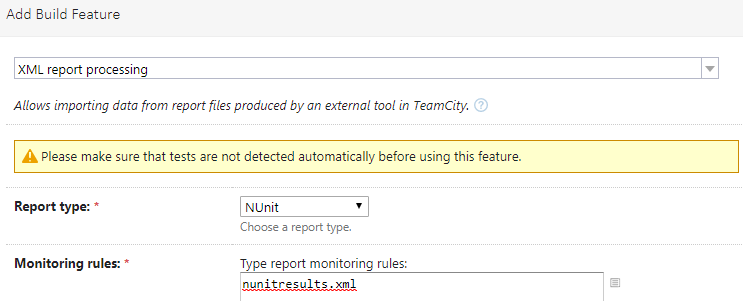 Add Build Feature
XML report processing
Allows importing data from report files produced by an external tool in TeamCity. ?
Please make sure that tests are not detected automatically before using this feature.
Report type: * NUnit
Choose a report type.
Monitoring rules: * Type report monitoring rules:
nunitresults.xml